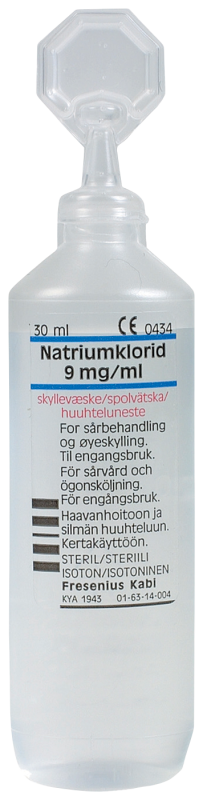 30 ml CE 0434
Natriumklorid
9 mg/ml
skyllevæske/spolvätska/
huuhteluneste
For sårbehandling
og øyeskylling.
Til engangsbruk.
För sårvård och
ögonsköljning.
För engångsbruk.
Haavanhoitoon ja
silmän huuhteluun.
Kertakäyttöön.
STERIL/STERIILI
ISOTON/ISOTONINEN
Fresenius Kabi
KYA 1943 01-63-14-004